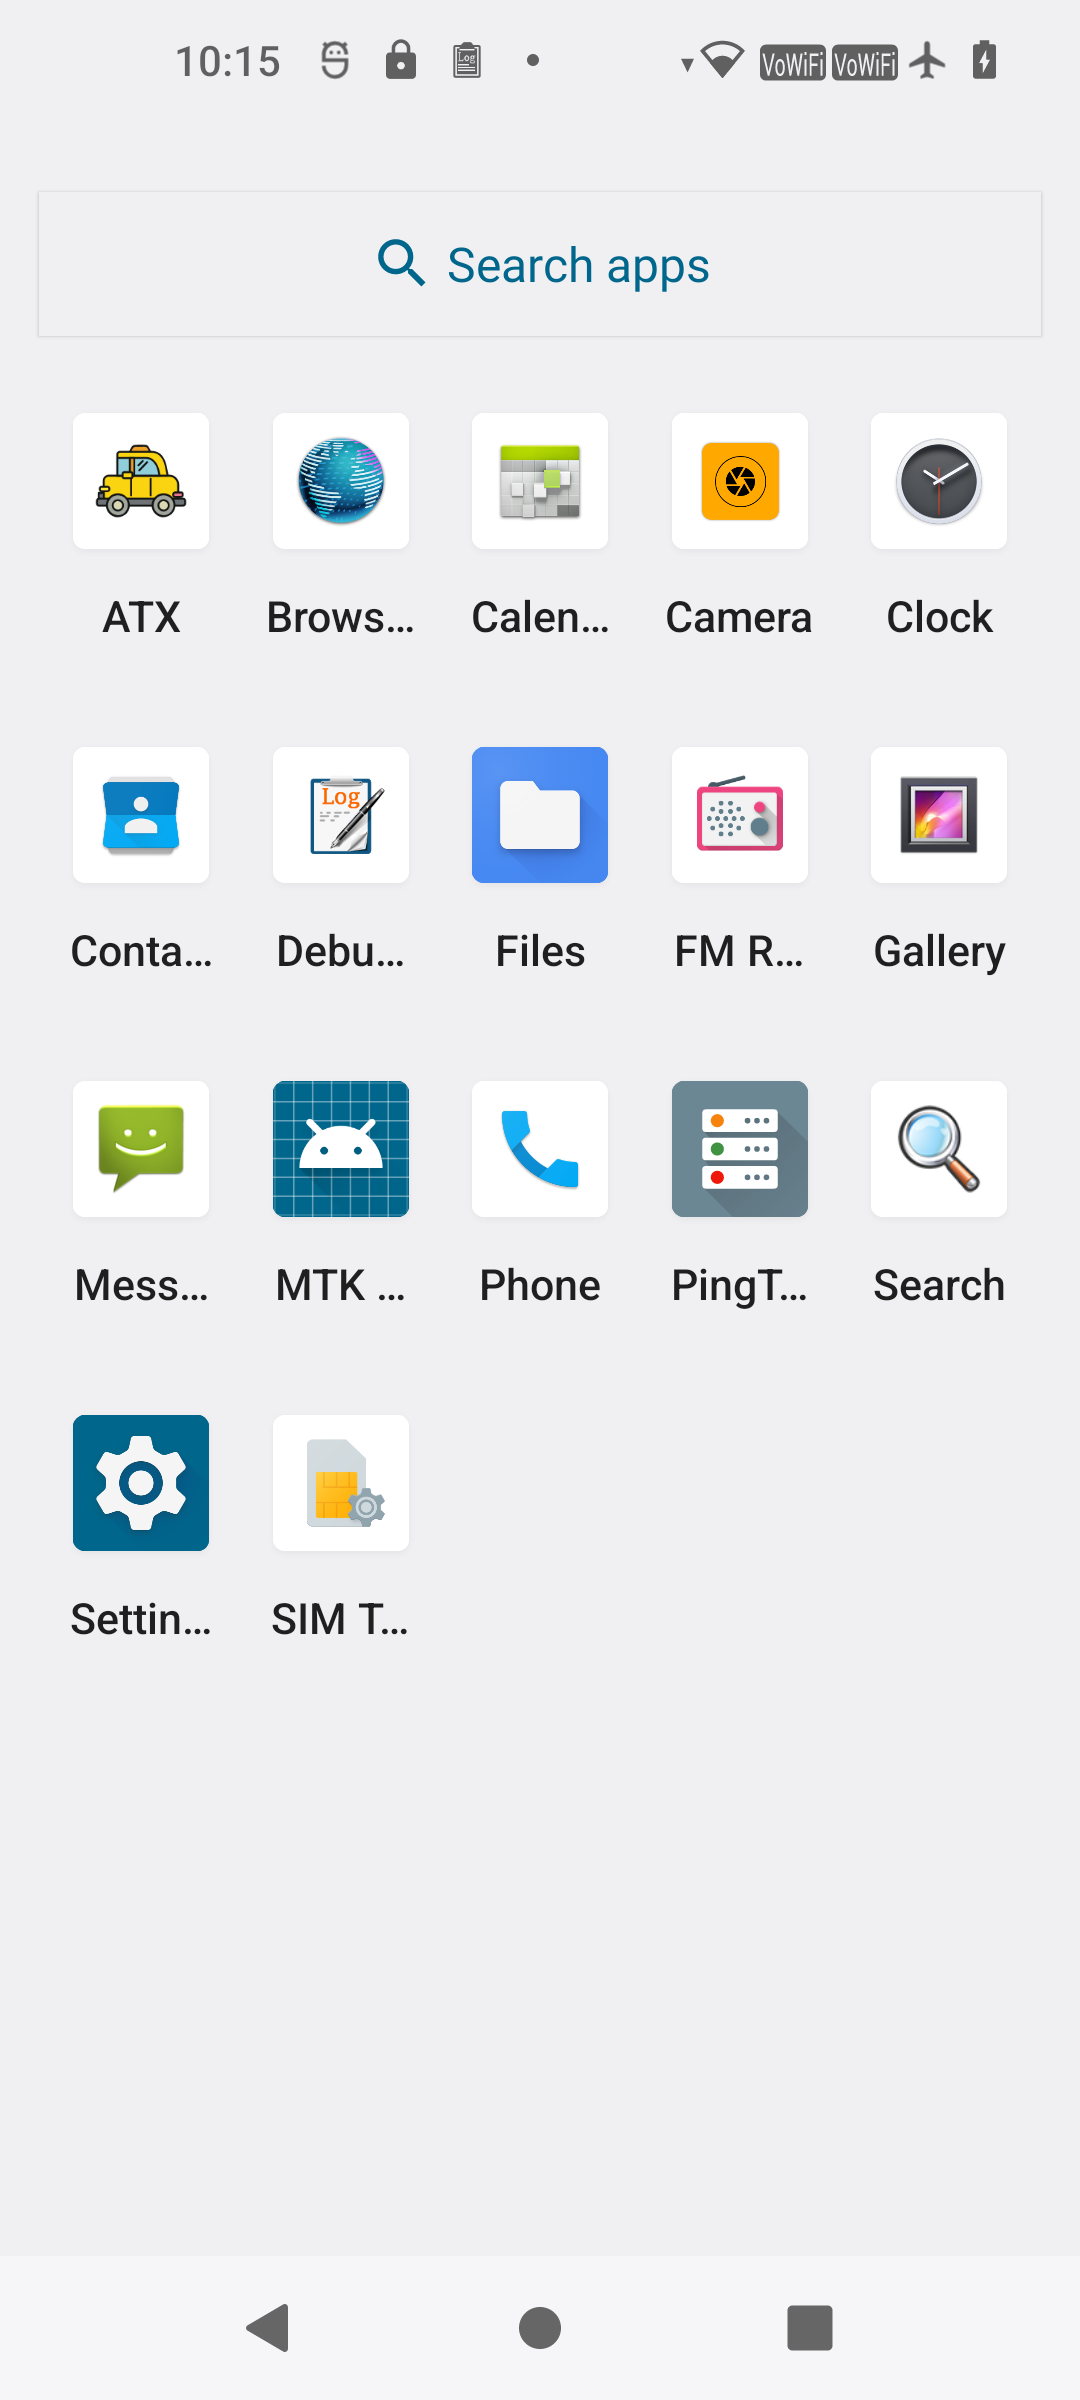 10:15 Log VoWiFi VoWiFi
Search apps
ATX Brows… Calen… Camera Clock
Log
Conta… Debu… Files FM R… Gallery
Mess… MTK … Phone PingT… Search
Settin… SIM T…